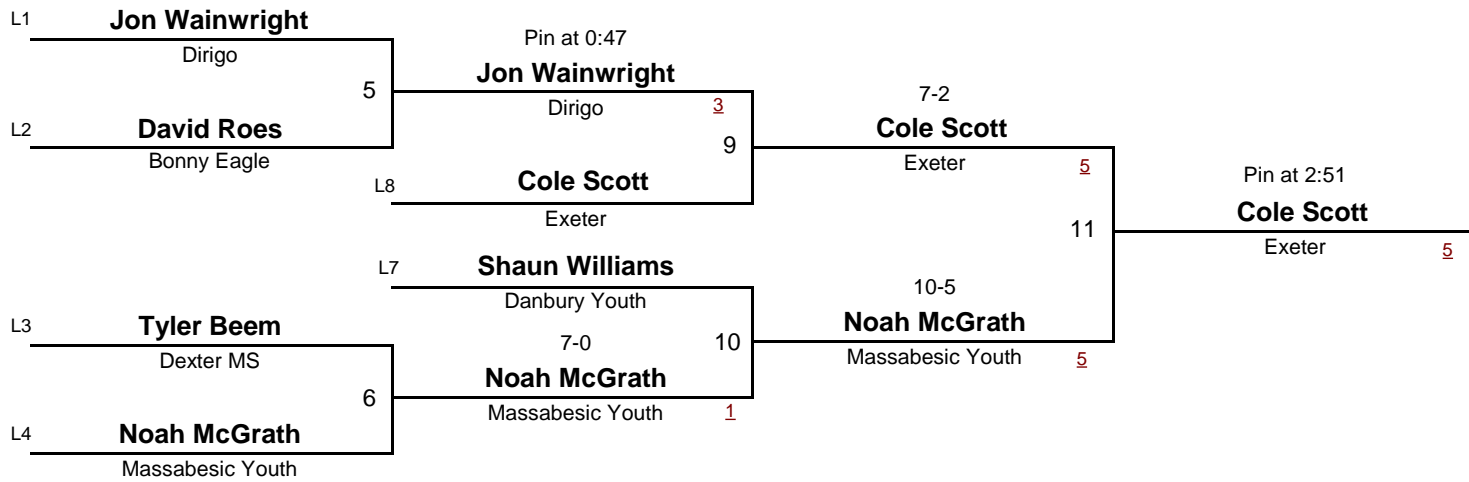 L1 Jon Wainwright
Dirigo
5
L2 David Roes
Bonny Eagle
Pin at 0:47
Jon Wainwright
Dirigo 3
9
L8 Cole Scott
Exeter
7-2
Cole Scott
Exeter 5
11
Pin at 2:51
Cole Scott
Exeter 5
L7 Shaun Williams
Danbury Youth
10
L3 Tyler Beem
Dexter MS
6
L4 Noah McGrath
Massabesic Youth
7-0
Noah McGrath
Massabesic Youth 1
10-5
Noah McGrath
Massabesic Youth 5